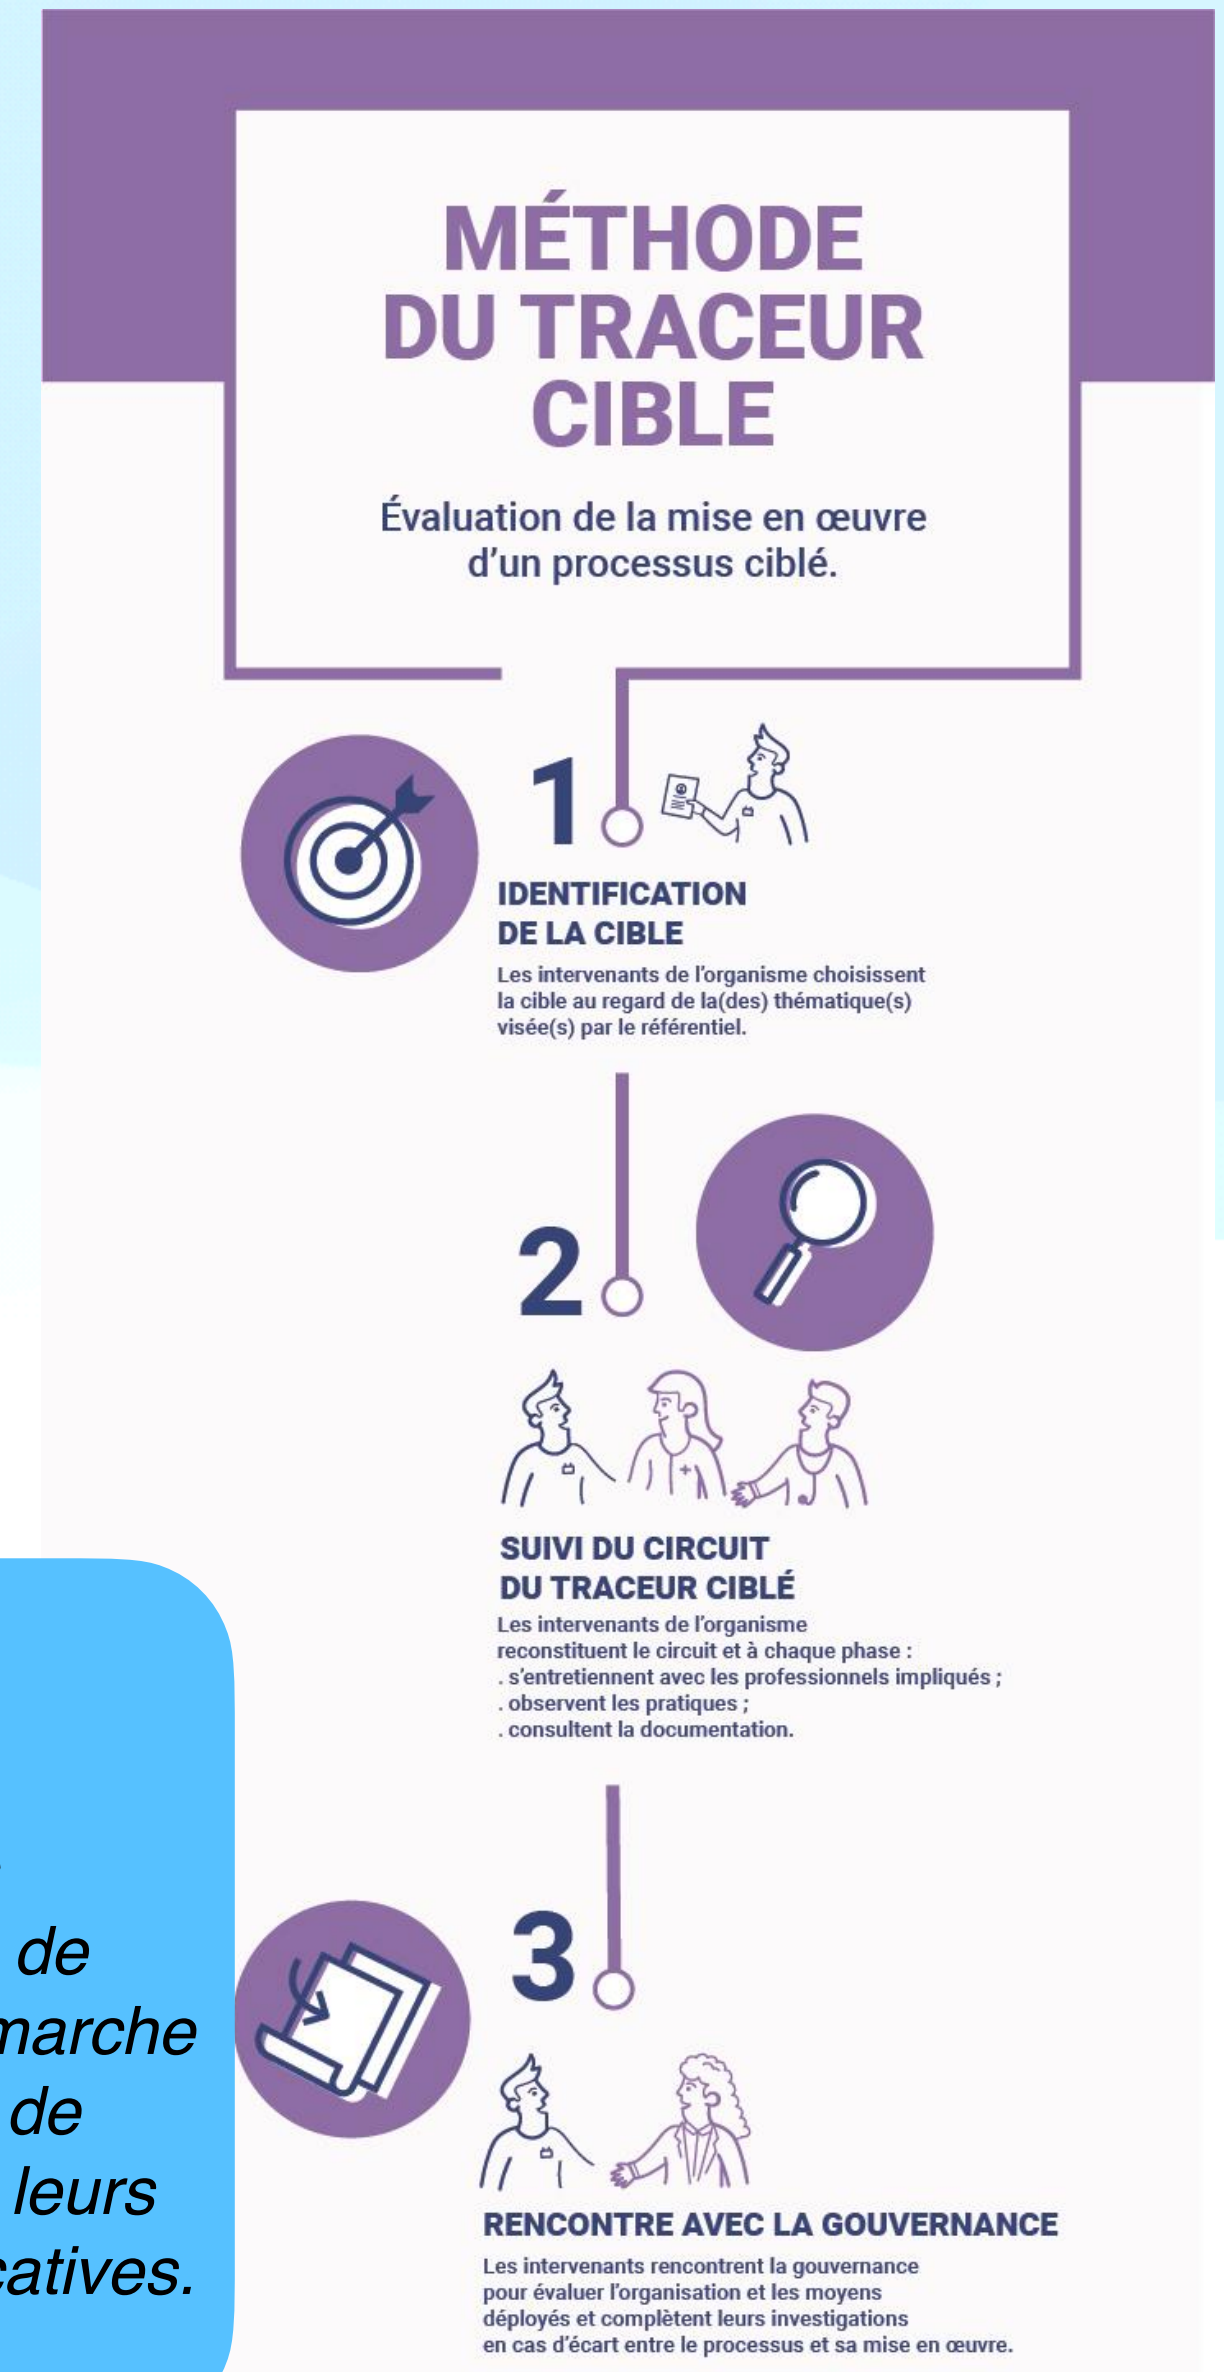 MÉTHODE
DU TRACEUR
CIBLE
Évaluation de la mise en œuvre
d’un processus ciblé.
1
IDENTIFICATION
DE LA CIBLE
Les intervenants de l’organisme choisissent
la cible au regard de la(des) thématique(s)
visée(s) par le référentiel.
2
SUIVI DU CIRCUIT
DU TRACEUR CIBLÉ
Les intervenants de l’organisme
reconstituent le circuit et à chaque phase :
. s’entretiennent avec les professionnels impliqués ;
. observent les pratiques ;
. consultent la documentation.
3
RENCONTRE AVEC LA GOUVERNANCE
Les intervenants rencontrent la gouvernance
pour évaluer l’organisation et les moyens
déployés et complètent leurs investigations
en cas d’écart entre le processus et sa mise en œuvre.
de
marche
de
leurs
catives.